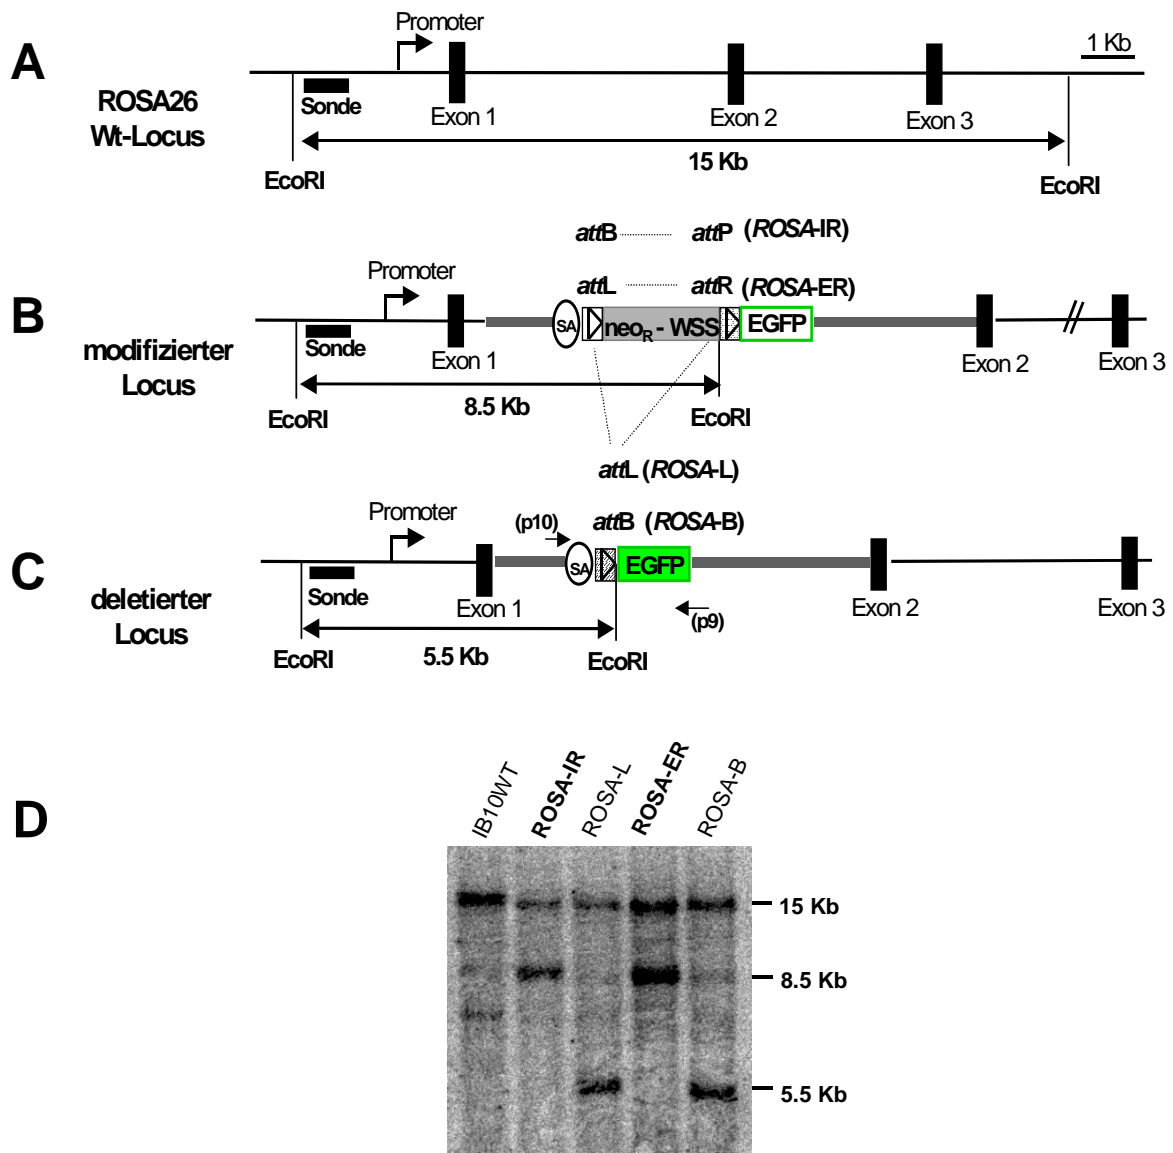 A
ROSA26
Wt-Locus
Promoter
1 Kb
Sonde
Exon 1
Exon 2
Exon 3
15 Kb
EcoRI
EcoRI
attB
attP (ROSA-IR)
attL
attR (ROSA-ER)
B
modifizierter
Locus
Promoter
SA
neoR - WSS
EGFP
Sonde
Exon 1
Exon 2
Exon 3
8.5 Kb
EcoRI
EcoRI
attL (ROSA-L)
attB (ROSA-B)
C
deletierter
Locus
Promoter
(p10)
SA
EGFP
Sonde
Exon 1
Exon 2
Exon 3
(p9)
5.5 Kb
EcoRI
EcoRI
D
IB10WT
ROSA-IR
ROSA-L
ROSA-ER
ROSA-B
15 Kb
8.5 Kb
5.5 Kb